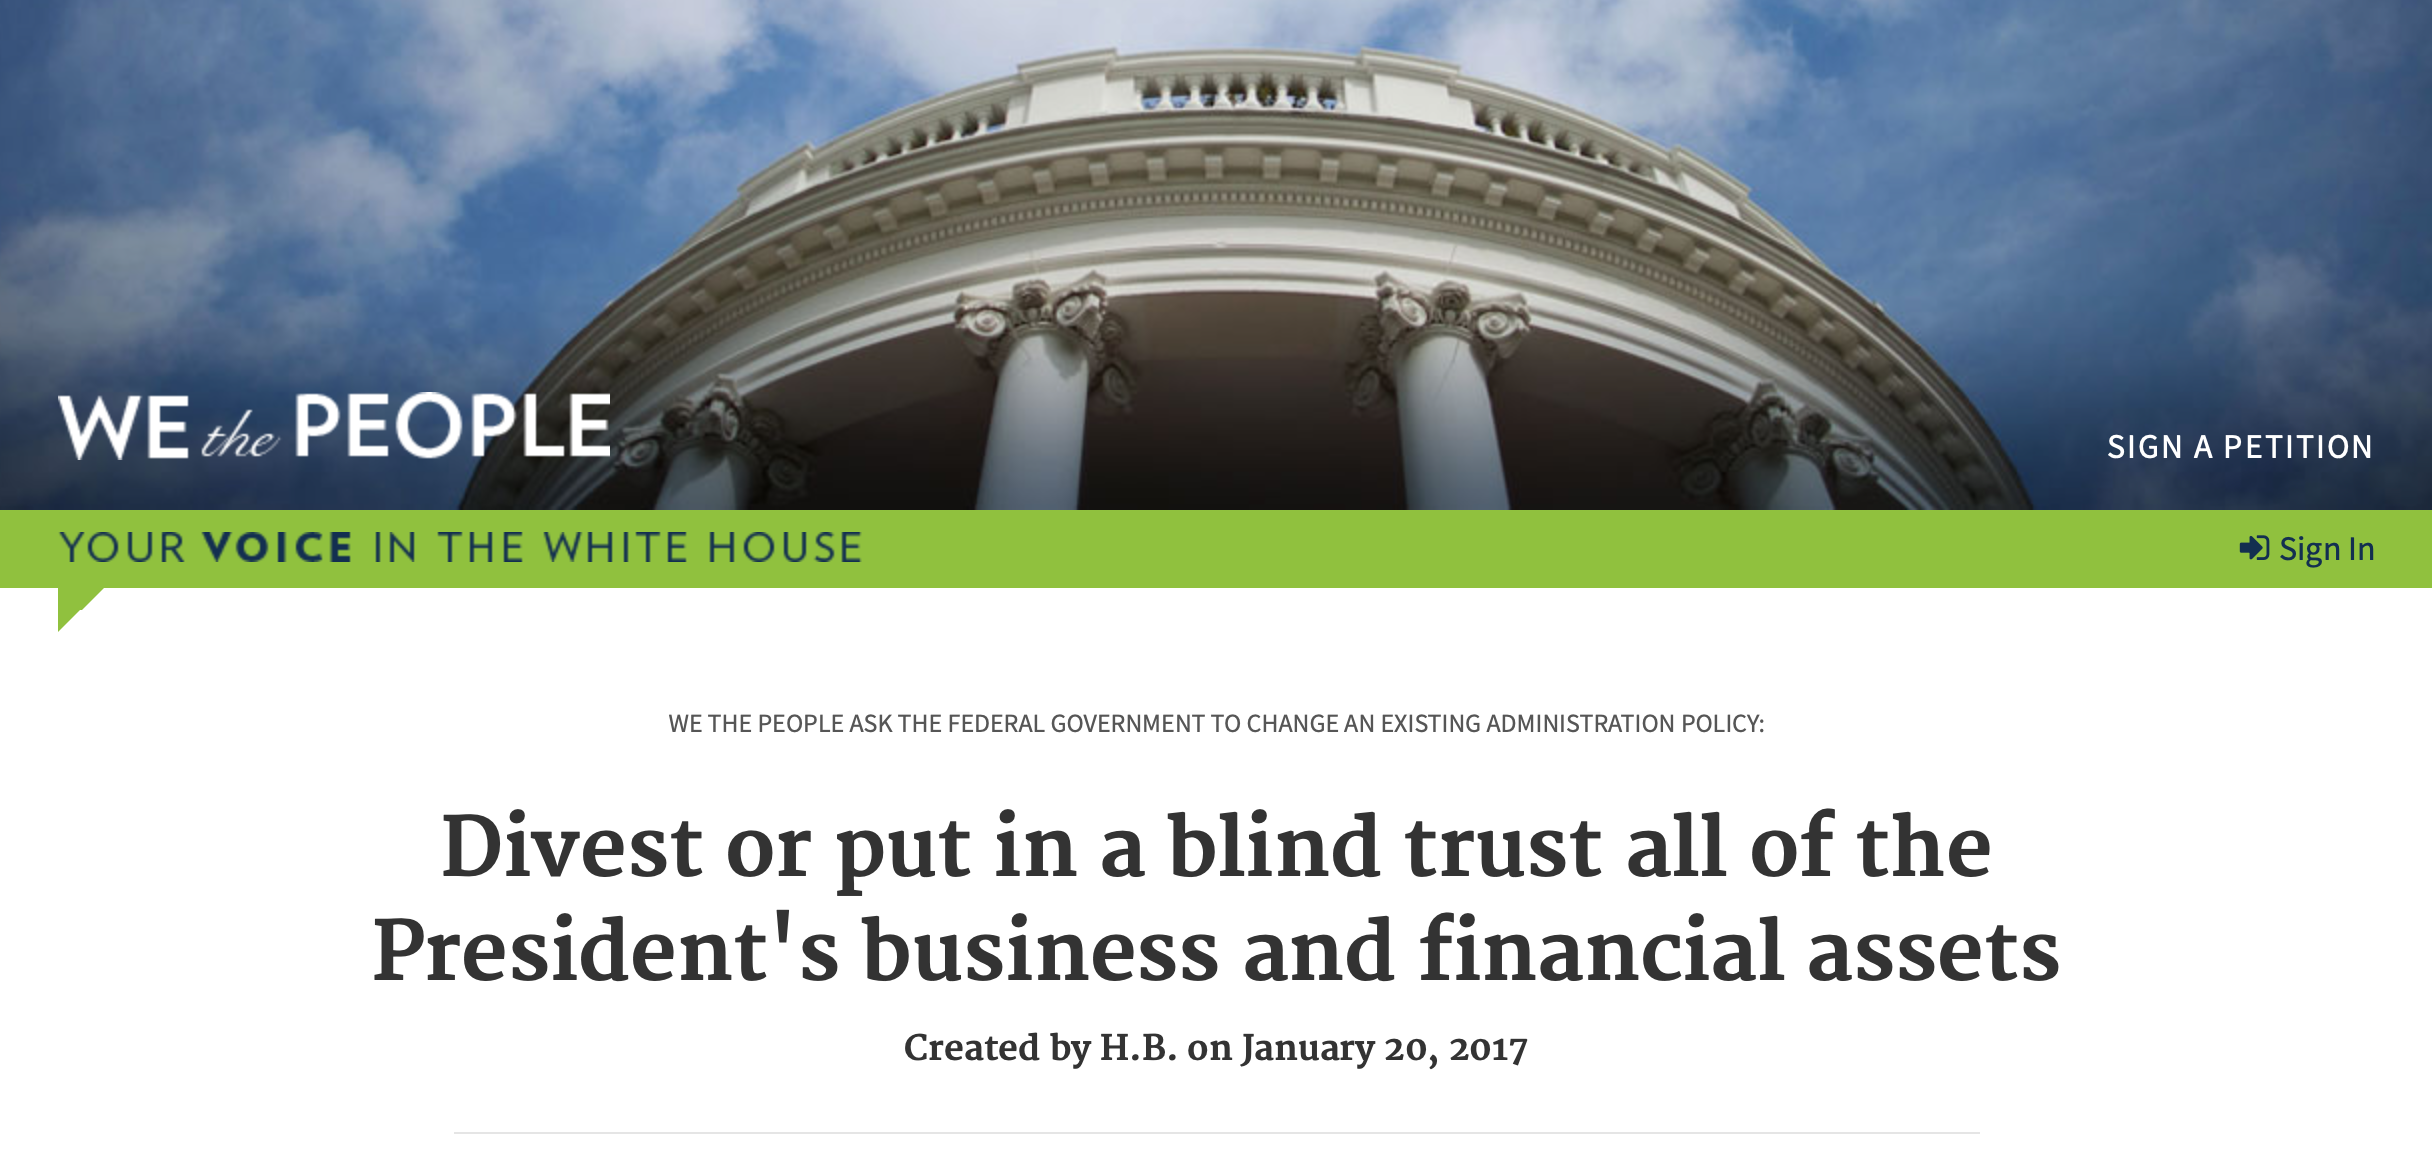 WE the PEOPLE
SIGN A PETITION
YOUR VOICE IN THE WHITE HOUSE
Sign In
WE THE PEOPLE ASK THE FEDERAL GOVERNMENT TO CHANGE AN EXISTING ADMINISTRATION POLICY:
Divest or put in a blind trust all of the
President's business and financial assets
Created by H.B. on January 20, 2017